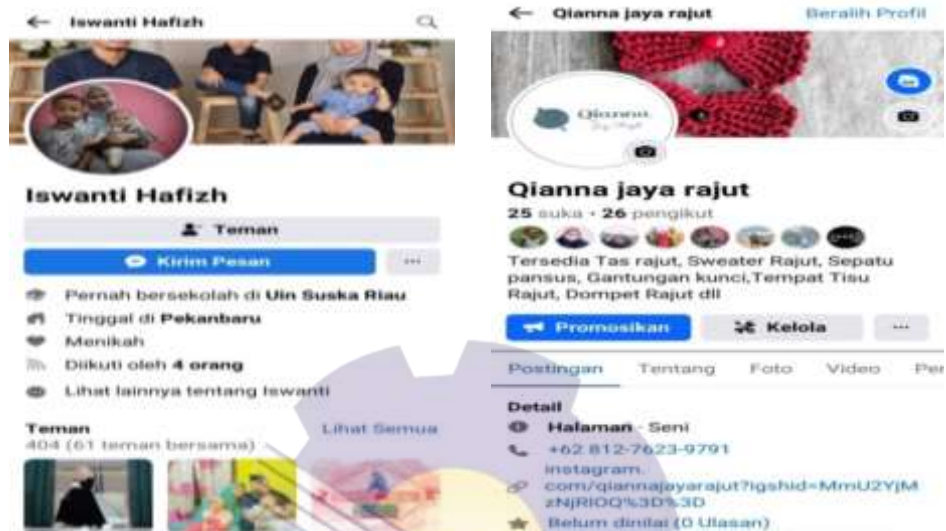 Iswanti Hafizh
Iswanti Hafizh
Teman
Kirim Pesan
Pernah bersekolah di Uin Suska Riau
Tinggal di Pekanbaru
Menikah
Diikuti oleh 4 orang
Lihat lainnya tentang Iswanti
Teman
Lihat Semua
404 (61 teman bersama)
Qianna jaya rajut
Beralih Profil
Qianna
Qianna jaya rajut
25 suka · 26 pengikut
Tersedia Tas rajut, Sweater Rajut, Sepatu
pansus, Gantungan kunci,Tempat Tisu
Rajut, Dompet Rajut dll
Promosikan
Kelola
Postingan
Tentang
Foto
Video
Per
Detail
Halaman · Seni
+62 812-7623-9791
instagram.
com/qiannajayarajut?igshid=MmU2YjM
zNjRlOQ%3D%3D
Belum dinilai (0 Ulasan)